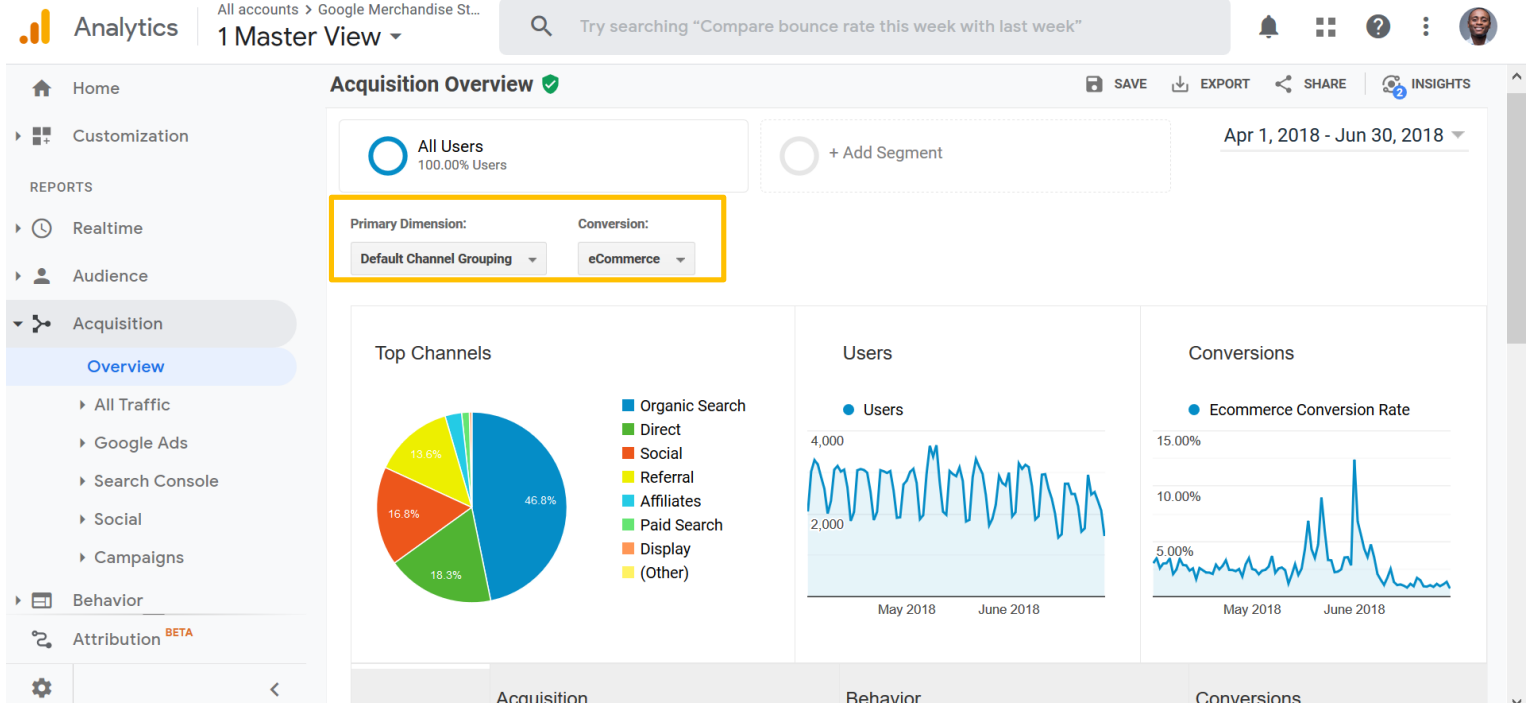 Analytics
All accounts > Google Merchandise St...
1 Master View
Try searching “Compare bounce rate this week with last week”
Home
Customization
REPORTS
Realtime
Audience
Acquisition
Overview
All Traffic
Google Ads
Search Console
Social
Campaigns
Behavior
Attribution BETA
Acquisition Overview
SAVE
EXPORT
SHARE
2
INSIGHTS
All Users
100.00% Users
+ Add Segment
Apr 1, 2018 - Jun 30, 2018
Primary Dimension:
Conversion:
Default Channel Grouping
eCommerce
Top Channels
46.8%
18.3%
16.8%
13.6%
Organic Search
Direct
Social
Referral
Affiliates
Paid Search
Display
(Other)
Users
Users
4,000
2,000
May 2018
June 2018
Conversions
Ecommerce Conversion Rate
15.00%
10.00%
5.00%
May 2018
June 2018
Acquisition
Behavior
Conversions